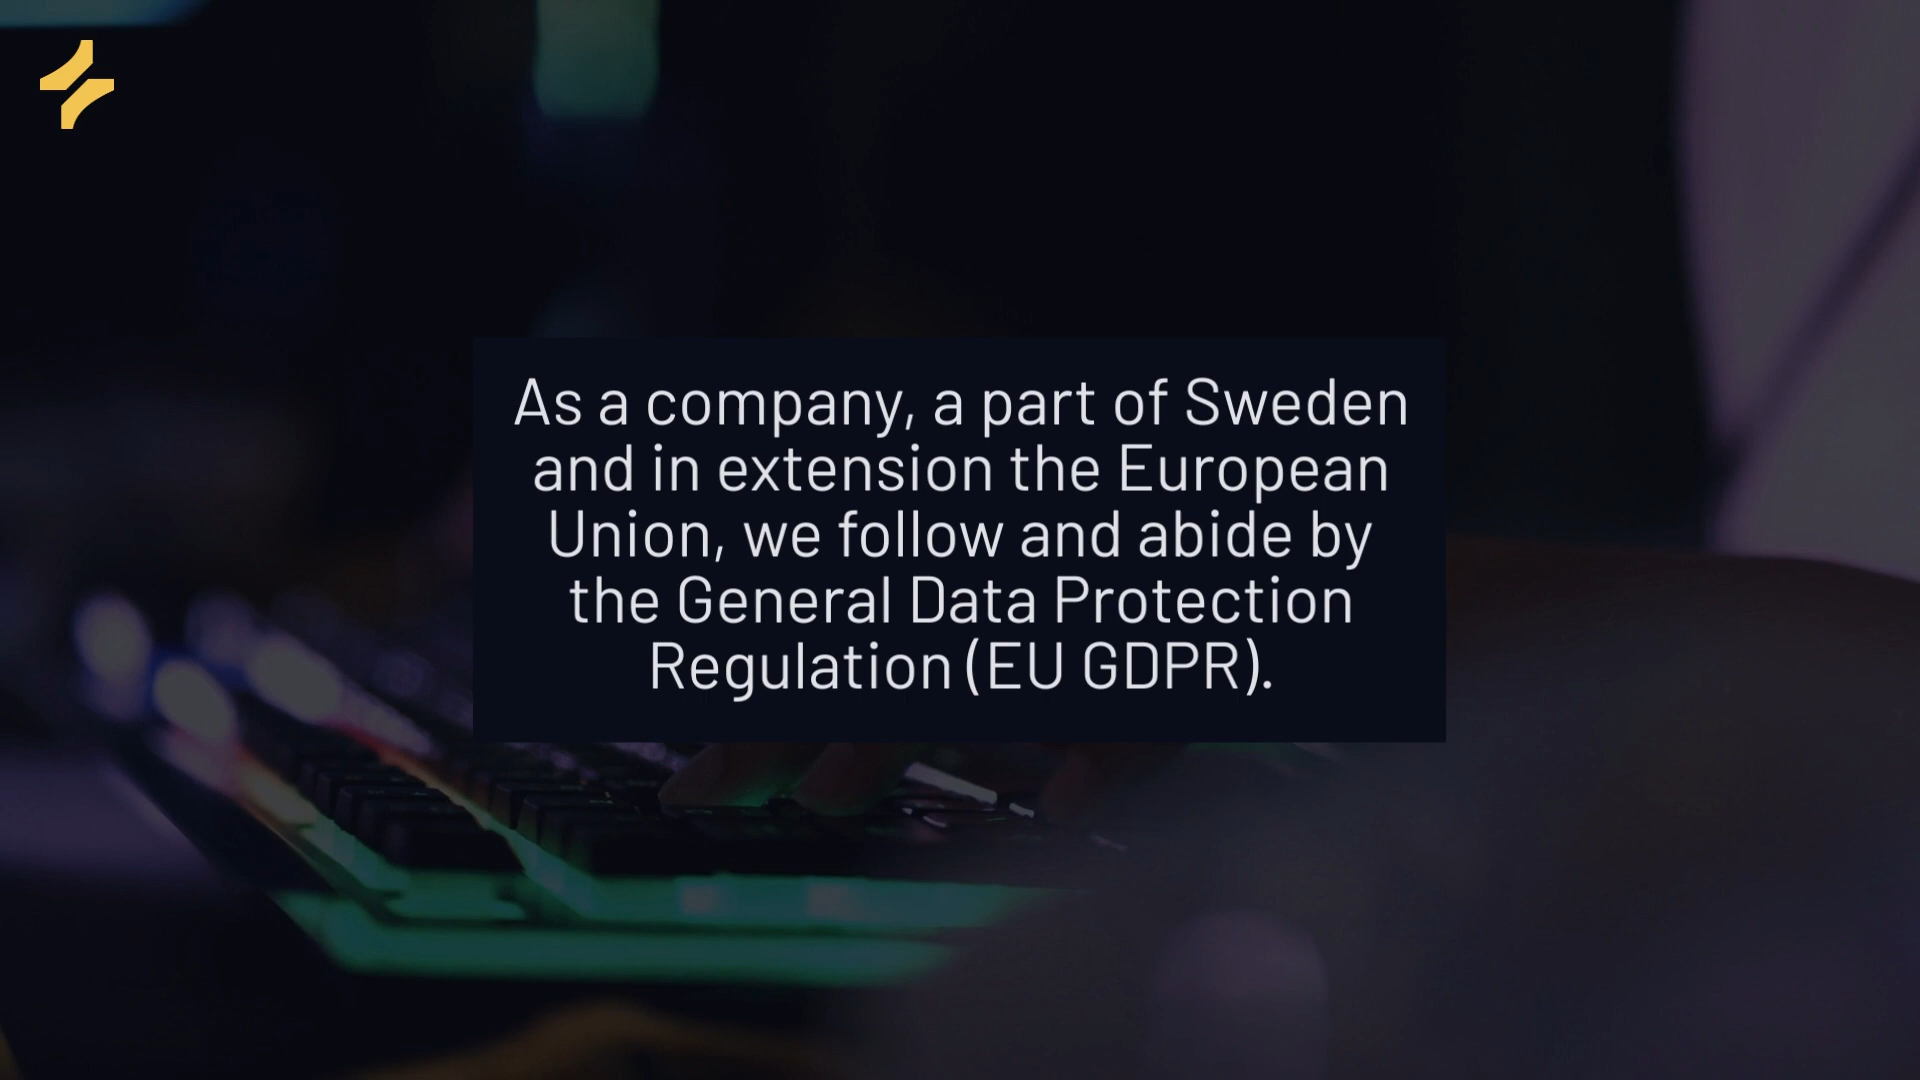 As a company, a part of Sweden
and in extension the European
Union, we follow and abide by
the General Data Protection
Regulation (EU GDPR).